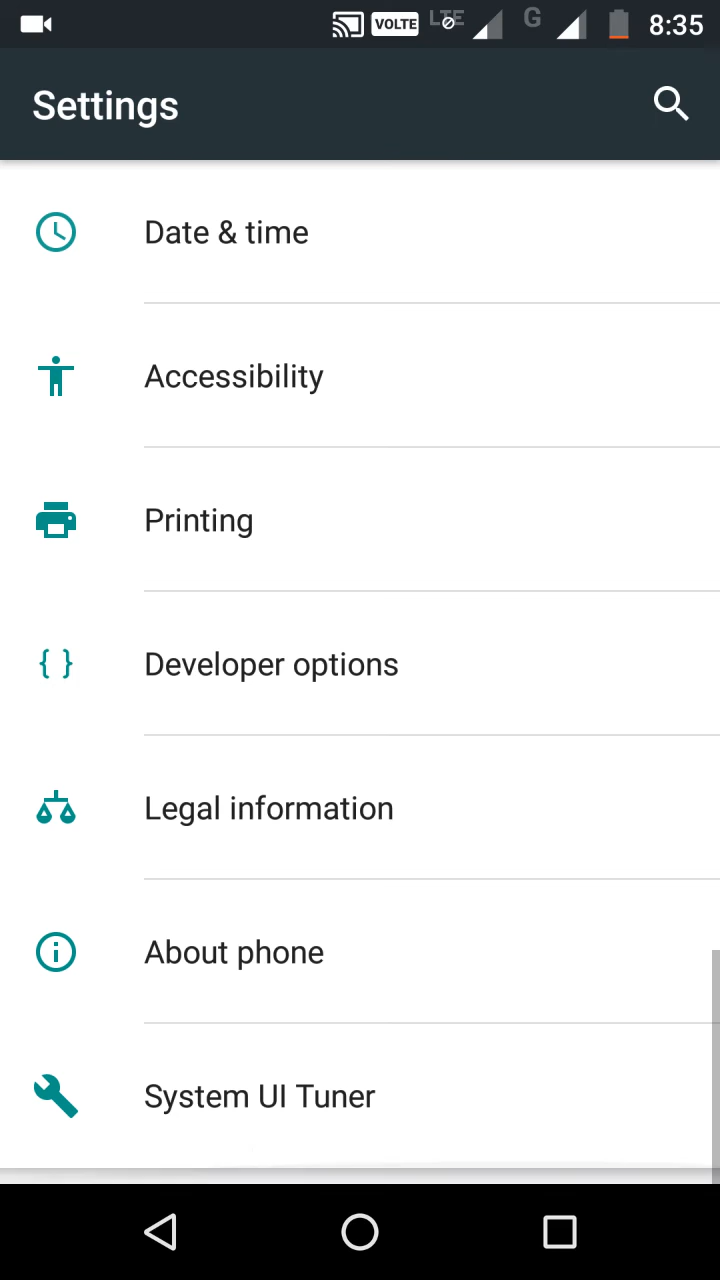 VOLTE LTE G 8:35
Settings
Date & time
Accessibility
Printing
{ } Developer options
Legal information
About phone
System UI Tuner